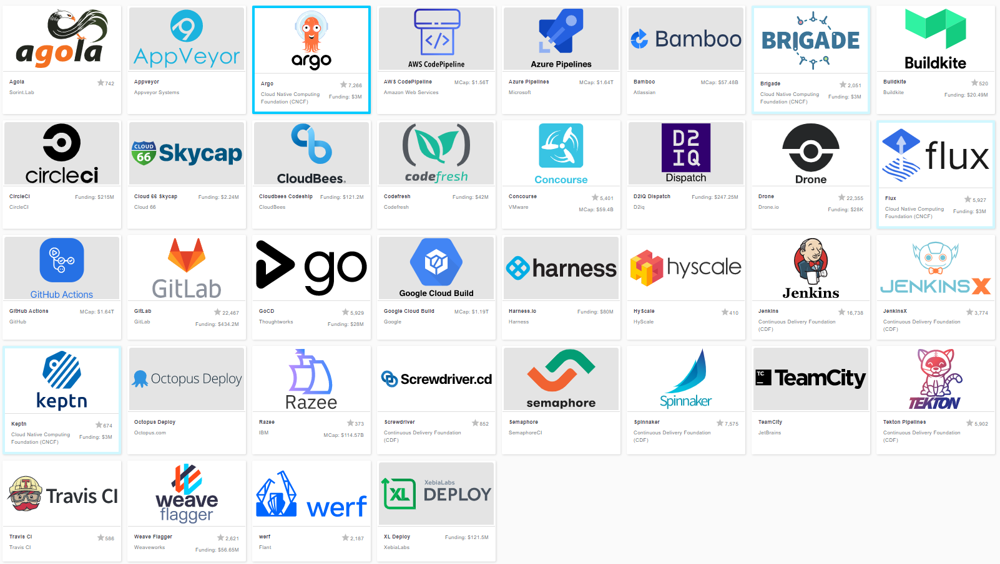 agola
Agola
742
Sorint.Lab
AppVeyor
Appveyor
Appveyor Systems
argo
Argo
7,266
Cloud Native Computing
Foundation (CNCF)
Funding: $3M
AWS CodePipeline
AWS CodePipeline
MCap: $1.56T
Amazon Web Services
Azure Pipelines
Azure Pipelines
MCap: $1.64T
Microsoft
Bamboo
Bamboo
MCap: $57.48B
Atlassian
BRIGADE
Brigade
2,051
Cloud Native Computing
Foundation (CNCF)
Funding: $3M
Buildkite
Buildkite
520
Buildkite
Funding: $20.49M
circleci
CircleCI
Funding: $215M
CircleCI
CLOUD
66
Skycap
Cloud 66 Skycap
Funding: $2.24M
Cloud 66
CloudBees.
Cloudbees Codeship
Funding: $121.2M
CloudBees
codefresh
Codefresh
Funding: $42M
Codefresh
Concourse
Concourse
5,401
VMware
MCap: $59.4B
D2
IQ
Dispatch
D2IQ Dispatch
Funding: $247.25M
D2iq
Drone
Drone
22,355
Drone.io
Funding: $28K
flux
Flux
5,927
Cloud Native Computing
Foundation (CNCF)
Funding: $3M
GitHub Actions
GitHub Actions
MCap: $1.64T
GitHub
GitLab
GitLab
22,467
GitLab
Funding: $434.2M
go
GoCD
5,929
Thoughtworks
Funding: $28M
Google Cloud Build
Google Cloud Build
MCap: $1.19T
Google
harness
Harness.io
Funding: $80M
Harness
hyscale
HyScale
410
HyScale
Jenkins
Jenkins
16,738
Continuous Delivery Foundation
(CDF)
JENKINS X
JenkinsX
3,774
Continuous Delivery Foundation
(CDF)
keptn
Keptn
674
Cloud Native Computing
Foundation (CNCF)
Funding: $3M
Octopus Deploy
Octopus Deploy
Octopus.com
Razee
Razee
373
IBM
MCap: $114.57B
Screwdriver.cd
Screwdriver
852
Continuous Delivery Foundation
(CDF)
semaphore
Semaphore
SemaphoreCI
Spinnaker
Spinnaker
7,575
Continuous Delivery Foundation
(CDF)
TC
TeamCity
TeamCity
JetBrains
TEKTON
Tekton Pipelines
5,902
Continuous Delivery Foundation
(CDF)
T
Travis CI
Travis CI
586
Travis CI
weave
flagger
Weave Flagger
2,621
Weaveworks
Funding: $56.65M
werf
werf
2,187
Flant
XL
XebiaLabs
DEPLOY
XL Deploy
Funding: $121.5M
XebiaLabs